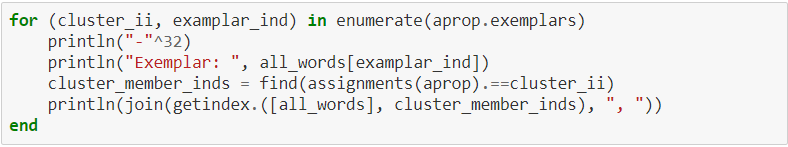 for (cluster_ii, examplar_ind) in enumerate(aprop.exemplars)
    println("-"^32)
    println("Exemplar: ", all_words[examplar_ind])
    cluster_member_inds = find(assignments(aprop).==cluster_ii)
    println(join(getindex.([all_words], cluster_member_inds), ", "))
end